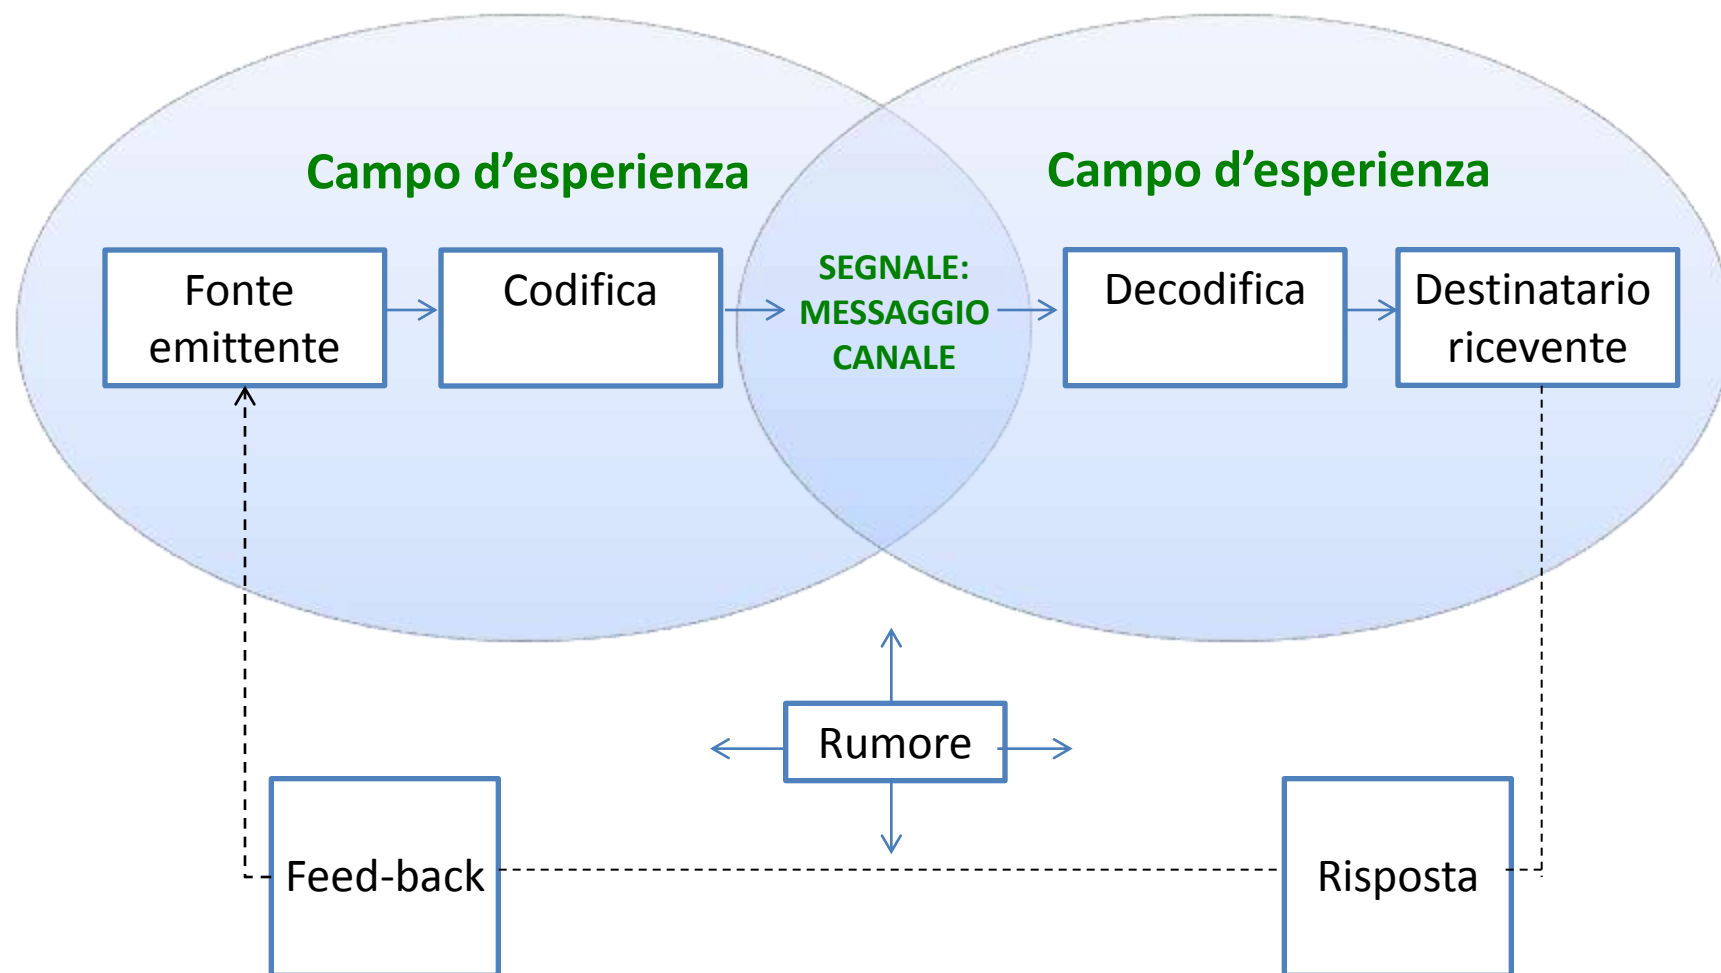 Campo d’esperienza
Campo d’esperienza
Fonte
emittente
Codifica
SEGNALE:
MESSAGGIO
CANALE
Decodifica
Destinatario
ricevente
Rumore
Feed-back
Risposta